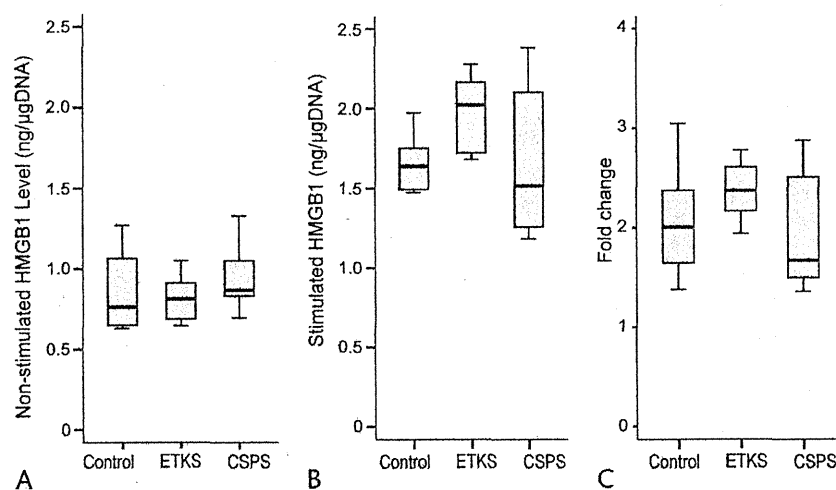 Non-stimulated HMGB1 Level (ng/µgDNA)
2.5
2.0
1.5
1.0
0.5
0
Control ETKS CSPS
A
Stimulated HMGB1 (ng/µgDNA)
2.5
2.0
1.5
1.0
0.5
0
Control ETKS CSPS
B
Fold change
4
3
2
1
0
Control ETKS CSPS
C